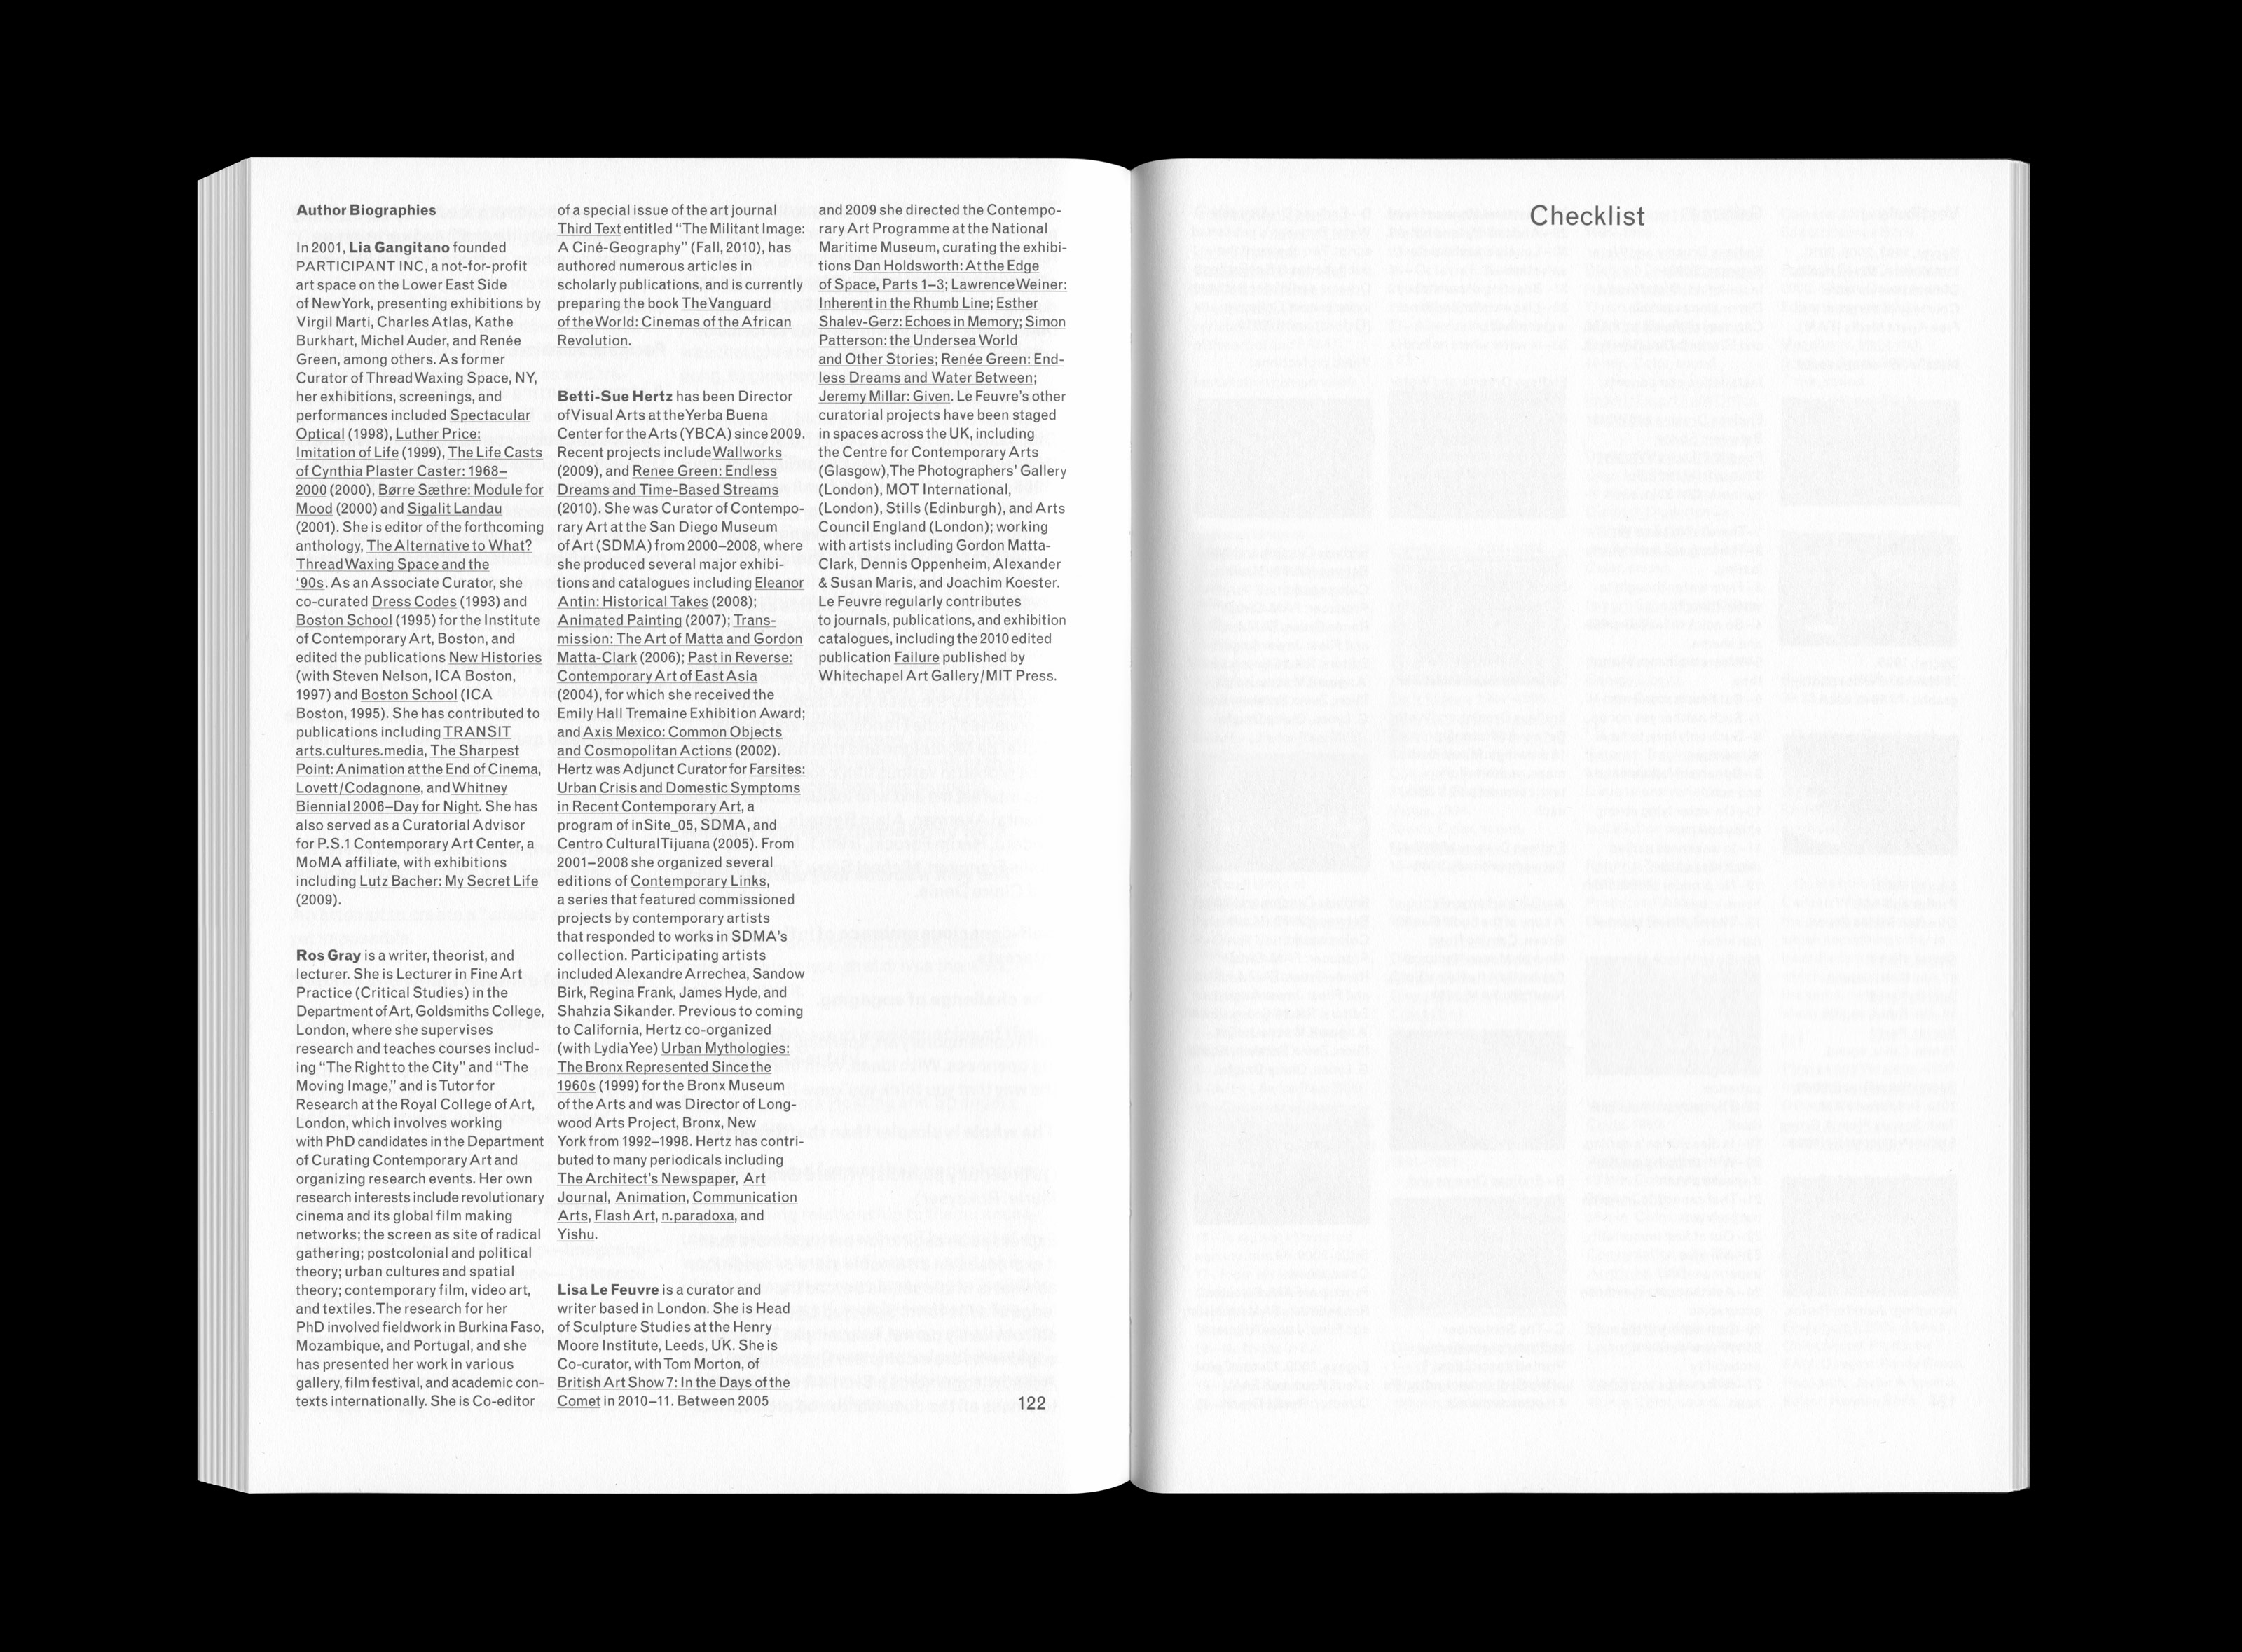 Author Biographies
In 2001, Lia Gangitano founded
PARTICIPANT INC, a not-for-profit
art space on the Lower East Side
of New York, presenting exhibitions by
Virgil Marti, Charles Atlas, Kathe
Burkhart, Michel Auder, and Renée
Green, among others. As former
Curator of Thread Waxing Space, NY,
her exhibitions, screenings, and
performances included Spectacular
Optical (1998), Luther Price:
Imitation of Life (1999), The Life Casts
of Cynthia Plaster Caster: 1968–
2000 (2000), Børre Sæthre: Module for
Mood (2000) and Sigalit Landau
(2001). She is editor of the forthcoming
anthology, The Alternative to What?
Thread Waxing Space and the
‘90s. As an Associate Curator, she
co-curated Dress Codes (1993) and
Boston School (1995) for the Institute
of Contemporary Art, Boston, and
edited the publications New Histories
(with Steven Nelson, ICA Boston,
1997) and Boston School (ICA
Boston, 1995). She has contributed to
publications including TRANSIT
arts.cultures.media, The Sharpest
Point: Animation at the End of Cinema,
Lovett/Codagnone, and Whitney
Biennial 2006–Day for Night. She has
also served as a Curatorial Advisor
for P.S.1 Contemporary Art Center, a
MoMA affiliate, with exhibitions
including Lutz Bacher: My Secret Life
(2009).
Ros Gray is a writer, theorist, and
lecturer. She is Lecturer in Fine Art
Practice (Critical Studies) in the
Department of Art, Goldsmiths College,
London, where she supervises
research and teaches courses includ-
ing “The Right to the City” and “The
Moving Image,” and is Tutor for
Research at the Royal College of Art,
London, which involves working
with PhD candidates in the Department
of Curating Contemporary Art and
organizing research events. Her own
research interests include revolutionary
cinema and its global film making
networks; the screen as site of radical
gathering; postcolonial and political
theory; urban cultures and spatial
theory; contemporary film, video art,
and textiles. The research for her
PhD involved fieldwork in Burkina Faso,
Mozambique, and Portugal, and she
has presented her work in various
gallery, film festival, and academic con-
texts internationally. She is Co-editor
of a special issue of the art journal
Third Text entitled “The Militant Image:
A Ciné-Geography” (Fall, 2010), has
authored numerous articles in
scholarly publications, and is currently
preparing the book The Vanguard
of the World: Cinemas of the African
Revolution.
Betti-Sue Hertz has been Director
of Visual Arts at the Yerba Buena
Center for the Arts (YBCA) since 2009.
Recent projects include Wallworks
(2009), and Renee Green: Endless
Dreams and Time-Based Streams
(2010). She was Curator of Contempo-
rary Art at the San Diego Museum
of Art (SDMA) from 2000–2008, where
she produced several major exhibi-
tions and catalogues including Eleanor
Antin: Historical Takes (2008);
Animated Painting (2007); Trans-
mission: The Art of Matta and Gordon
Matta-Clark (2006); Past in Reverse:
Contemporary Art of East Asia
(2004), for which she received the
Emily Hall Tremaine Exhibition Award;
and Axis Mexico: Common Objects
and Cosmopolitan Actions (2002).
Hertz was Adjunct Curator for Farsites:
Urban Crisis and Domestic Symptoms
in Recent Contemporary Art, a
program of inSite_05, SDMA, and
Centro Cultural Tijuana (2005). From
2001–2008 she organized several
editions of Contemporary Links,
a series that featured commissioned
projects by contemporary artists
that responded to works in SDMA’s
collection. Participating artists
included Alexandre Arrechea, Sandow
Birk, Regina Frank, James Hyde, and
Shahzia Sikander. Previous to coming
to California, Hertz co-organized
(with Lydia Yee) Urban Mythologies:
The Bronx Represented Since the
1960s (1999) for the Bronx Museum
of the Arts and was Director of Long-
wood Arts Project, Bronx, New
York from 1992–1998. Hertz has contri-
buted to many periodicals including
The Architect’s Newspaper, Art
Journal, Animation, Communication
Arts, Flash Art, n.paradoxa, and
Yishu.
Lisa Le Feuvre is a curator and
writer based in London. She is Head
of Sculpture Studies at the Henry
Moore Institute, Leeds, UK. She is
Co-curator, with Tom Morton, of
British Art Show 7: In the Days of the
Comet in 2010–11. Between 2005
and 2009 she directed the Contempo-
rary Art Programme at the National
Maritime Museum, curating the exhibi-
tions Dan Holdsworth: At the Edge
of Space, Parts 1–3; Lawrence Weiner:
Inherent in the Rhumb Line; Esther
Shalev-Gerz: Echoes in Memory; Simon
Patterson: the Undersea World
and Other Stories; Renée Green: End-
less Dreams and Water Between;
Jeremy Millar: Given. Le Feuvre’s other
curatorial projects have been staged
in spaces across the UK, including
the Centre for Contemporary Arts
(Glasgow), The Photographers’ Gallery
(London), MOT International,
(London), Stills (Edinburgh), and Arts
Council England (London); working
with artists including Gordon Matta-
Clark, Dennis Oppenheim, Alexander
& Susan Maris, and Joachim Koester.
Le Feuvre regularly contributes
to journals, publications, and exhibition
catalogues, including the 2010 edited
publication Failure published by
Whitechapel Art Gallery/MIT Press.
122
Checklist